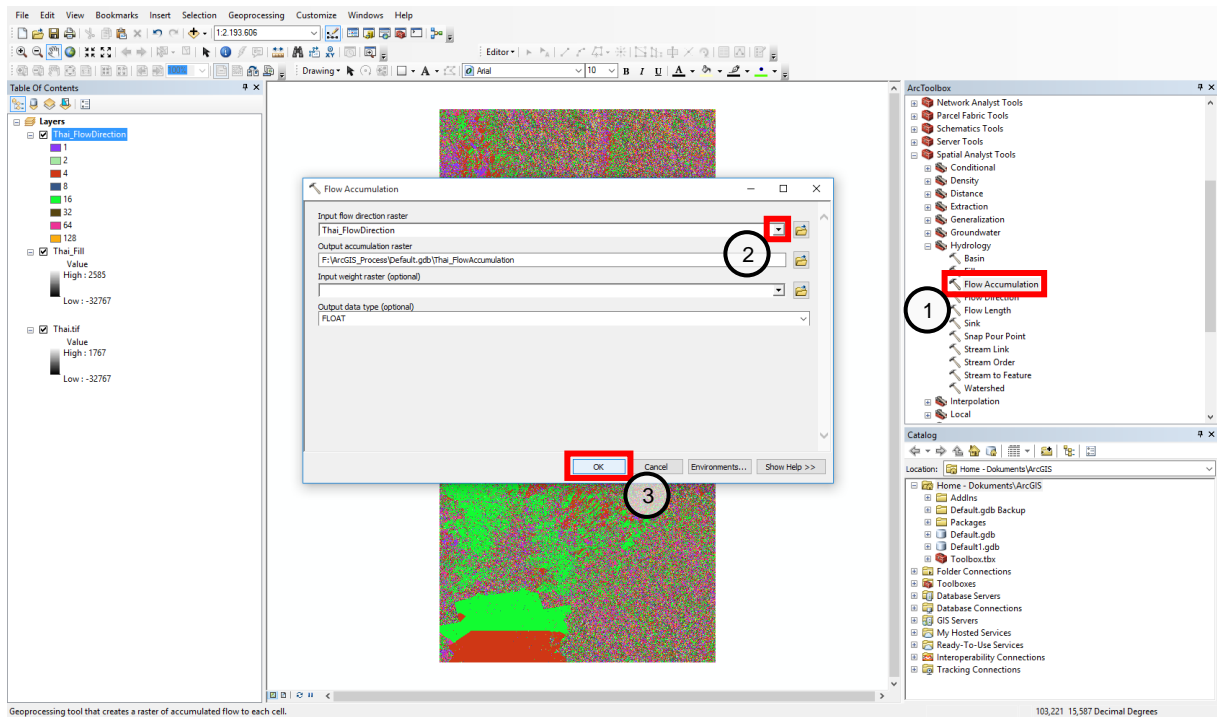 File Edit View Bookmarks Insert Selection Geoprocessing Customize Windows Help
1:2.193.606
Editor
100%
Drawing
A
Arial
10
B I U A
Table Of Contents
Layers
Thai_FlowDirection
1
2
4
8
16
32
64
128
Thai_Fill
Value
High : 2585
Low : -32767
Thai.tif
Value
High : 1767
Low : -32767
Flow Accumulation
Input flow direction raster
Thai_FlowDirection
2
Output accumulation raster
F:\ArcGIS_Process\Default.gdb\Thai_FlowAccumulation
Input weight raster (optional)
Output data type (optional)
FLOAT
OK Cancel Environments... Show Help >>
3
ArcToolbox
Network Analyst Tools
Parcel Fabric Tools
Schematics Tools
Server Tools
Spatial Analyst Tools
Conditional
Density
Distance
Extraction
Generalization
Groundwater
Hydrology
Basin
Flow Accumulation
Flow Direction
1
Flow Length
Sink
Snap Pour Point
Stream Link
Stream Order
Stream to Feature
Watershed
Interpolation
Local
Catalog
Location: Home - Dokuments\ArcGIS
Home - Dokuments\ArcGIS
AddIns
Default.gdb Backup
Packages
Default.gdb
Default1.gdb
Toolbox.tbx
Folder Connections
Toolboxes
Database Servers
Database Connections
GIS Servers
My Hosted Services
Ready-To-Use Services
Interoperability Connections
Tracking Connections
Geoprocessing tool that creates a raster of accumulated flow to each cell.
103,221 15,587 Decimal Degrees